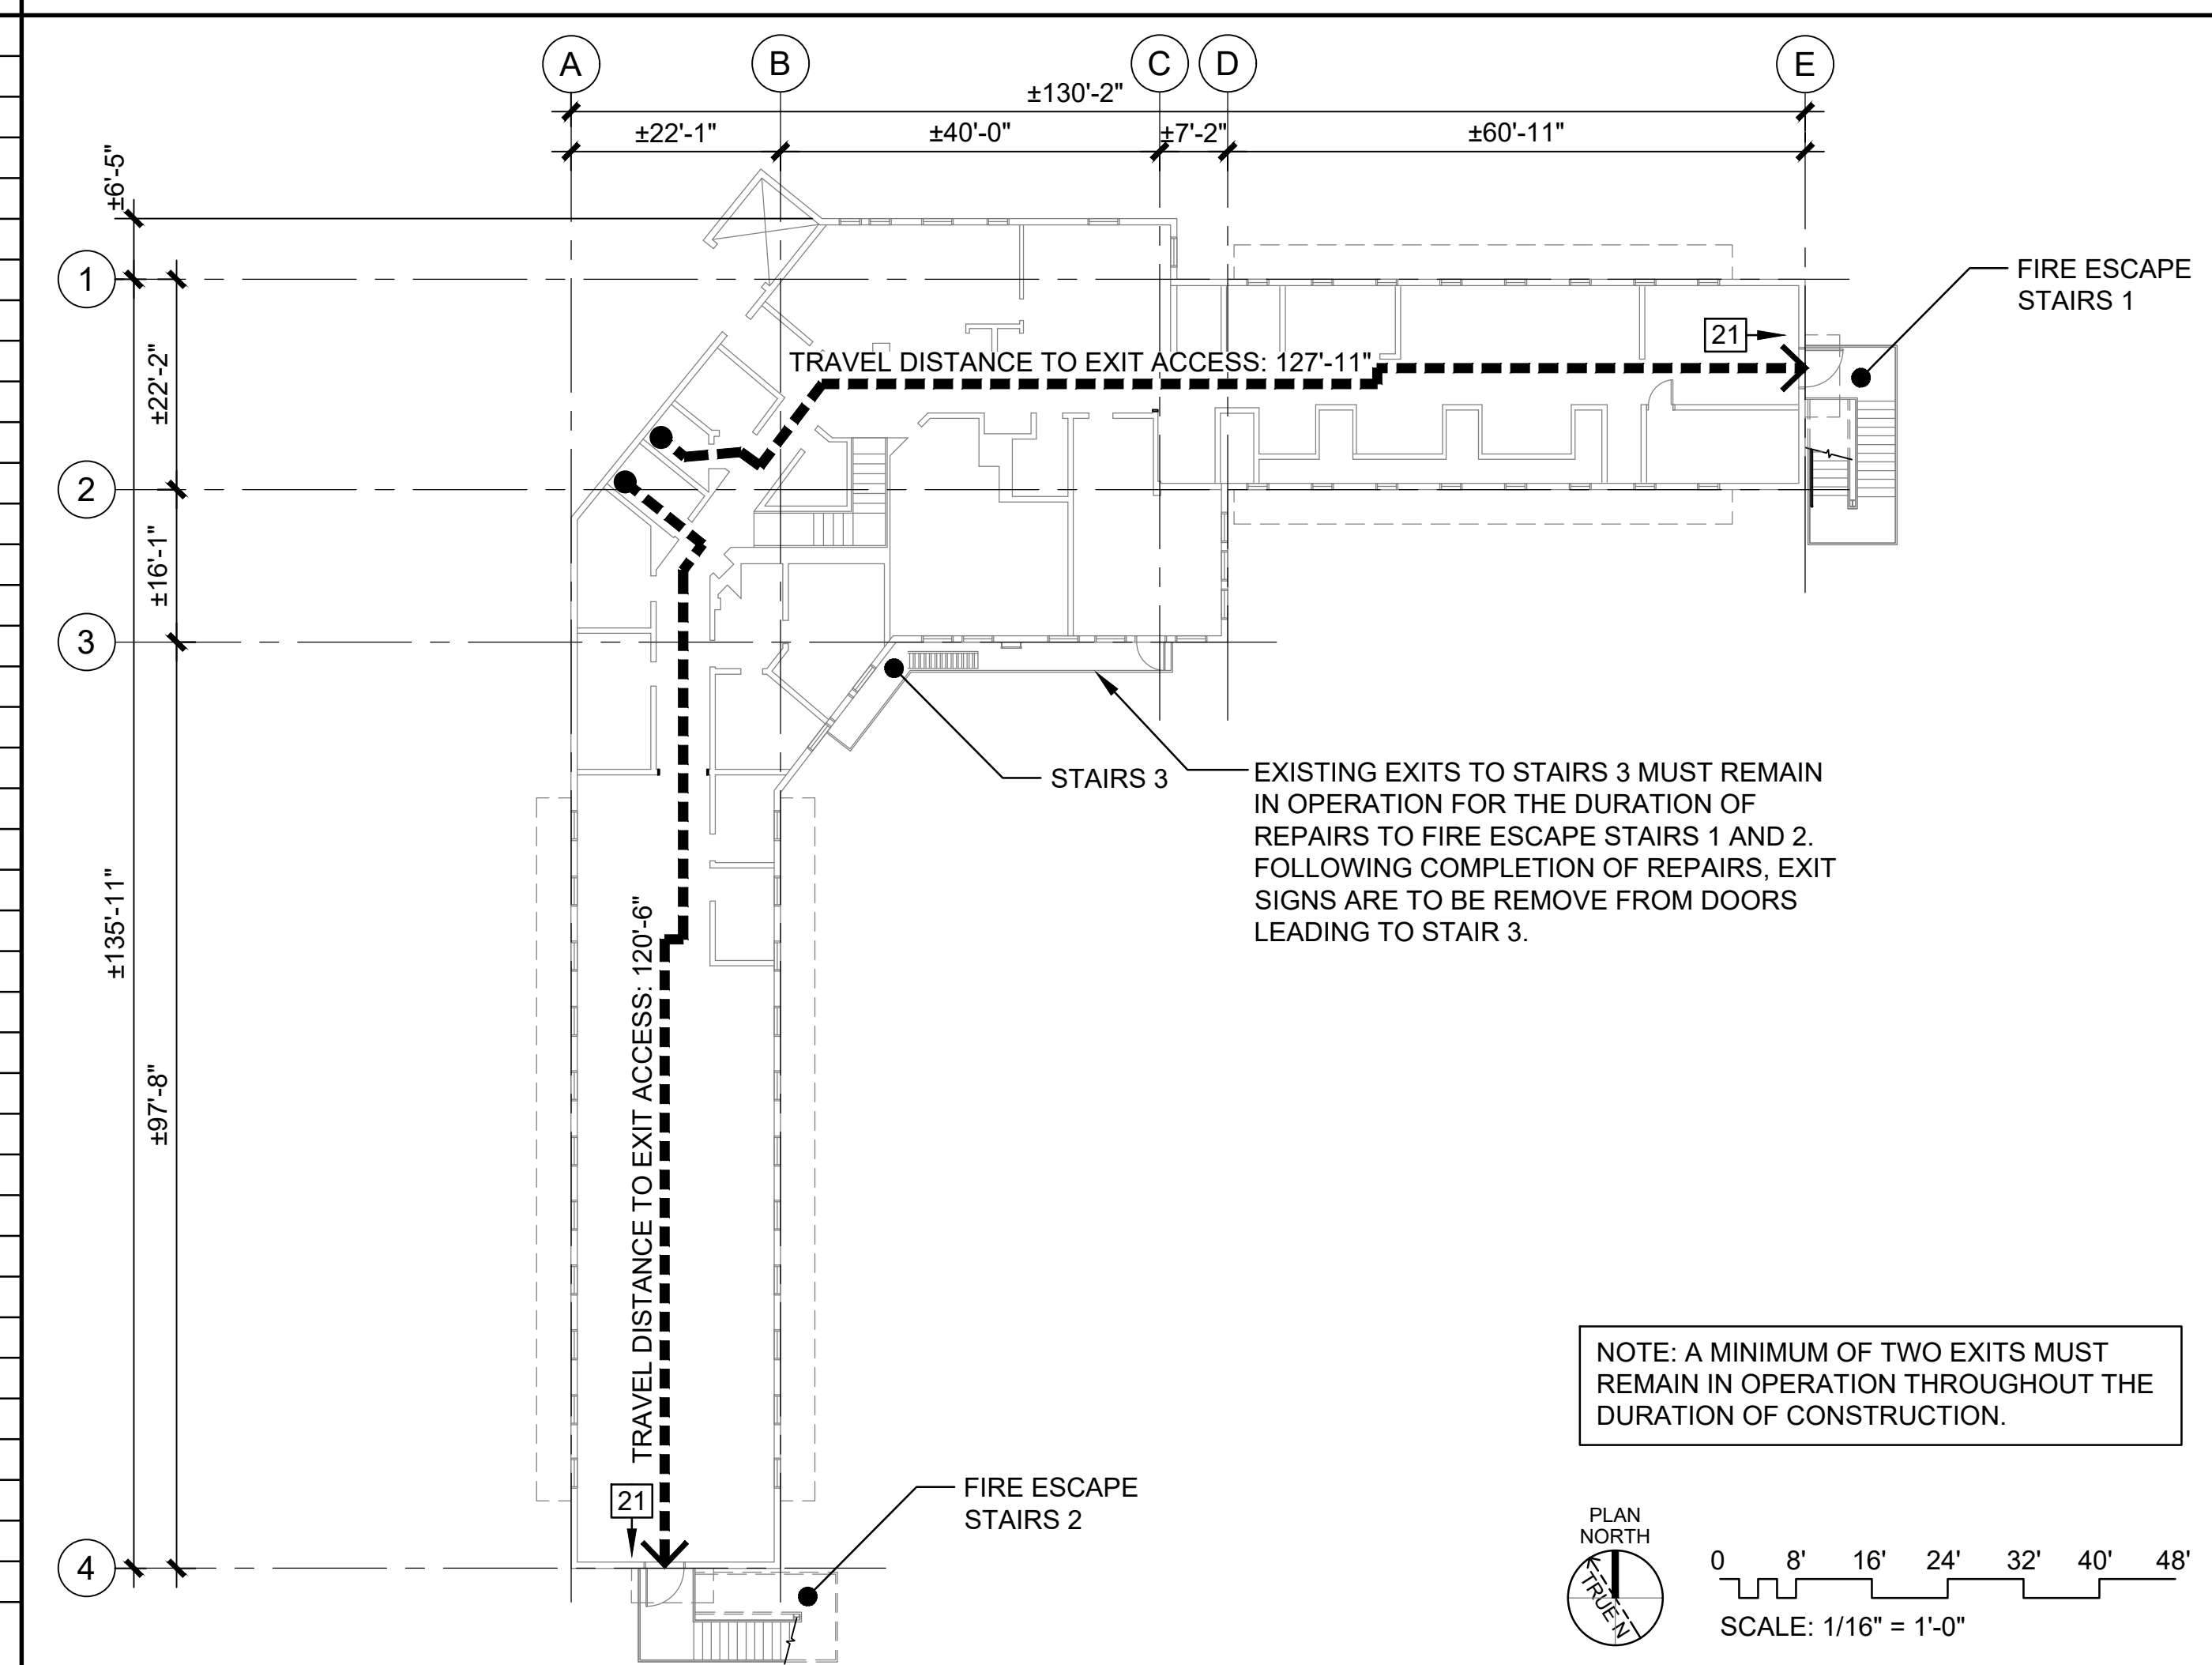 A B C D E
±130'-2"
±22'-1" ±40'-0" ±7'-2" ±60'-11"
±6'-5"
1
FIRE ESCAPE
STAIRS 1
21
±22'-2"
TRAVEL DISTANCE TO EXIT ACCESS: 127'-11"
2
±16'-1"
3
STAIRS 3
EXISTING EXITS TO STAIRS 3 MUST REMAIN
IN OPERATION FOR THE DURATION OF
REPAIRS TO FIRE ESCAPE STAIRS 1 AND 2.
FOLLOWING COMPLETION OF REPAIRS, EXIT
SIGNS ARE TO BE REMOVE FROM DOORS
LEADING TO STAIR 3.
±135'-11"
±97'-8"
TRAVEL DISTANCE TO EXIT ACCESS: 120'-6"
NOTE: A MINIMUM OF TWO EXITS MUST
REMAIN IN OPERATION THROUGHOUT THE
DURATION OF CONSTRUCTION.
21
FIRE ESCAPE
STAIRS 2
4
PLAN
NORTH
TRUE N
0 8' 16' 24' 32' 40' 48'
SCALE: 1/16" = 1'-0"